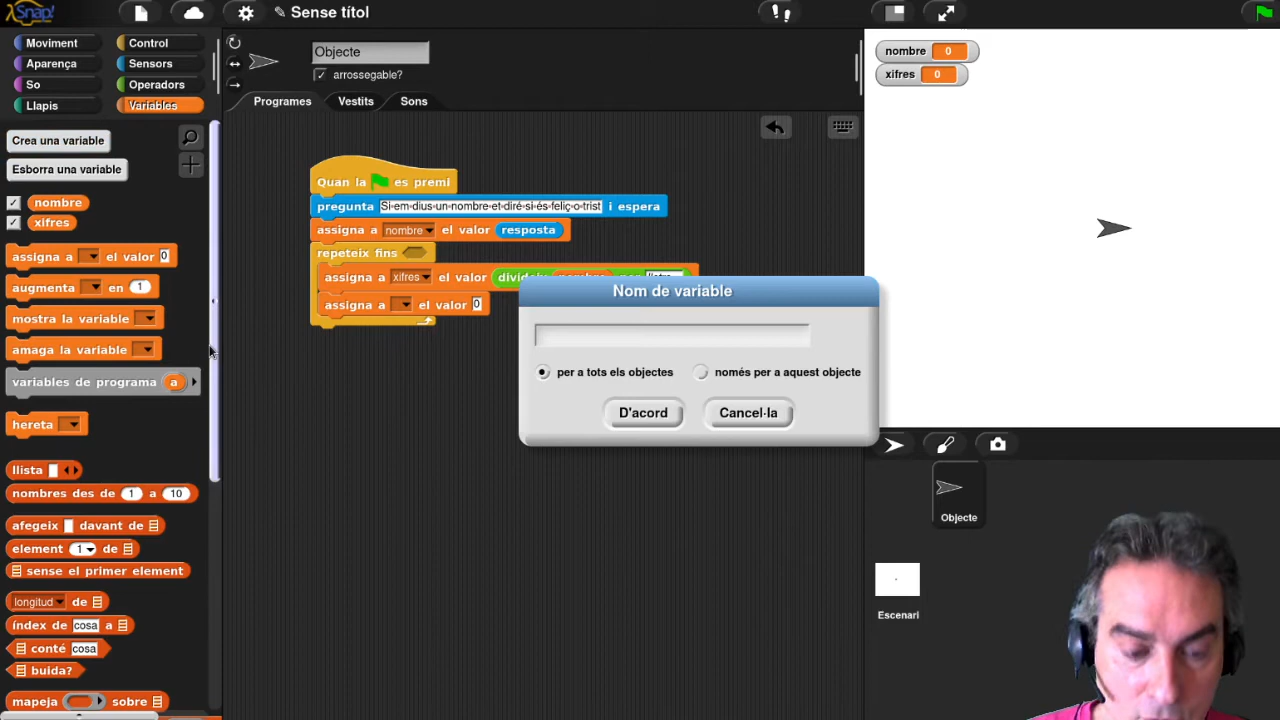 Snap!
Sense títol
Moviment
Control
Aparença
Sensors
So
Operadors
Llapis
Variables
Objecte
arrossegable?
Programes
Vestits
Sons
Crea una variable
Esborra una variable
nombre
xifres
assigna a el valor 0
augmenta en 1
mostra la variable
amaga la variable
variables de programa a
hereta
llista
nombres des de 1 a 10
afegeix davant de
element 1 de
sense el primer element
longitud de
índex de cosa a
conté cosa
buida?
mapeja sobre
Quan la es premi
pregunta Si-em-dius-un-nombre-et-diré-si-és-feliç-o-trist i espera
assigna a nombre el valor resposta
repeteix fins
assigna a xifres el valor
assigna a el valor 0
Nom de variable
per a tots els objectes
només per a aquest objecte
D'acord
Cancel·la
nombre 0
xifres 0
Objecte
Escenari